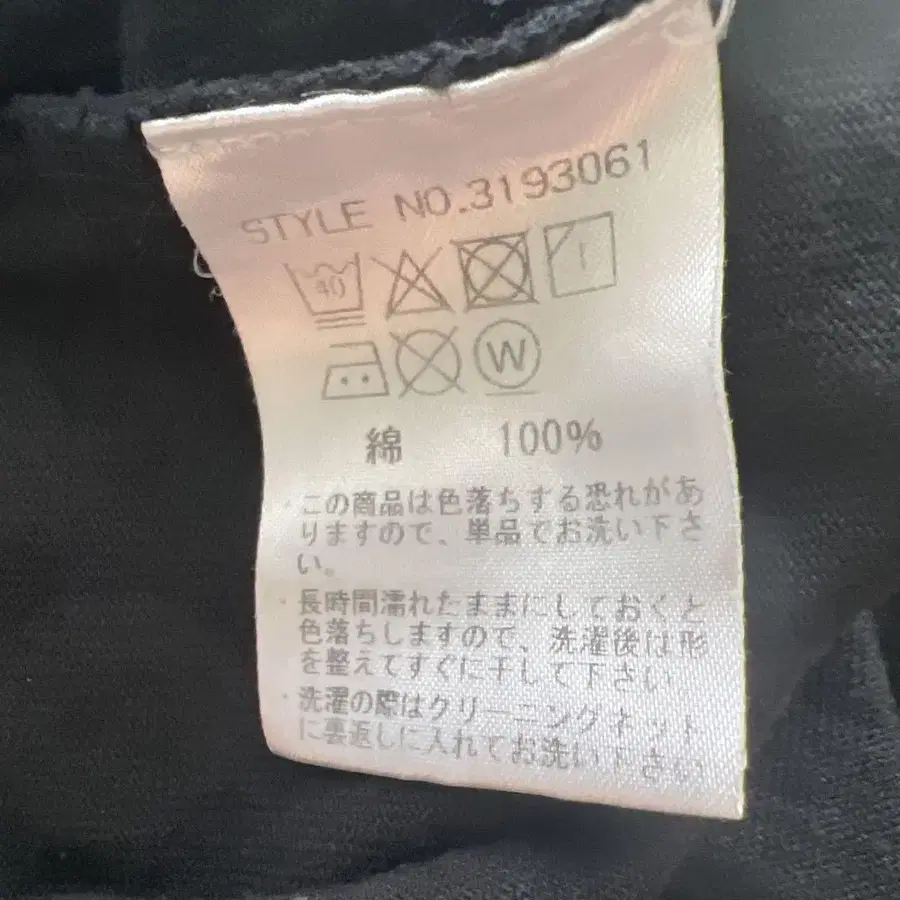 STYLE NO.3193061
40
W
綿 100%
・この商品は色落ちする恐れがあ
りますので、単品でお洗い下さ
い。
・長時間濡れたままにしておくと
色落ちしますので、洗濯後は形
を整えてすぐに干して下さい
・洗濯の際はクリーニングネット
に裏返しに入れてお洗い下さい